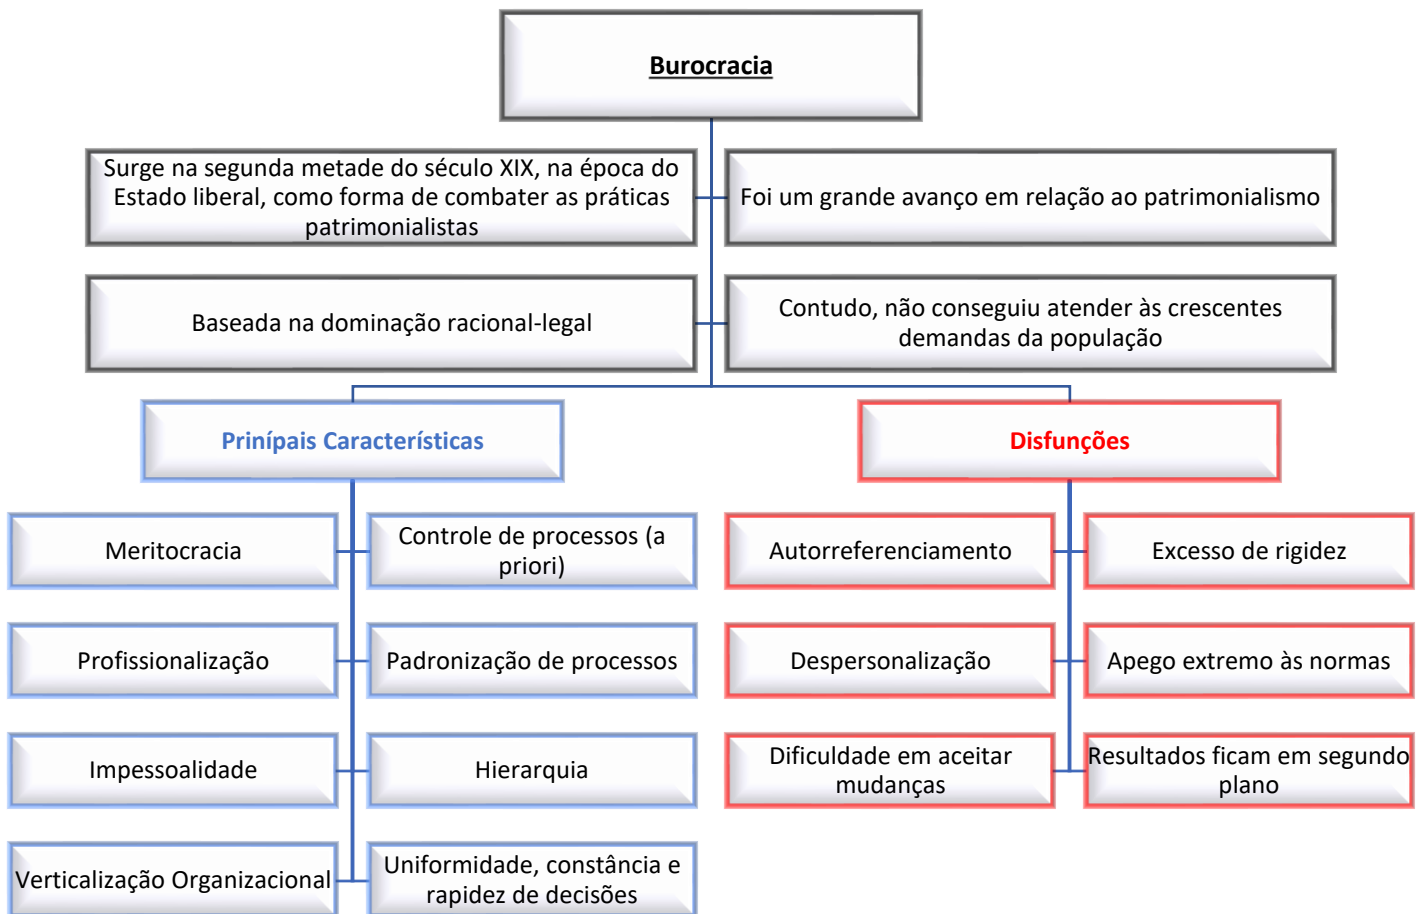 Burocracia
Surge na segunda metade do século XIX, na época do
Estado liberal, como forma de combater as práticas
patrimonialistas
Foi um grande avanço em relação ao patrimonialismo
Baseada na dominação racional-legal
Contudo, não conseguiu atender às crescentes
demandas da população
Prinípais Características
Disfunções
Meritocracia
Controle de processos (a
priori)
Autorreferenciamento
Excesso de rigidez
Profissionalização
Padronização de processos
Despersonalização
Apego extremo às normas
Impessoalidade
Hierarquia
Dificuldade em aceitar
mudanças
Resultados ficam em segundo
plano
Verticalização Organizacional
Uniformidade, constância e
rapidez de decisões